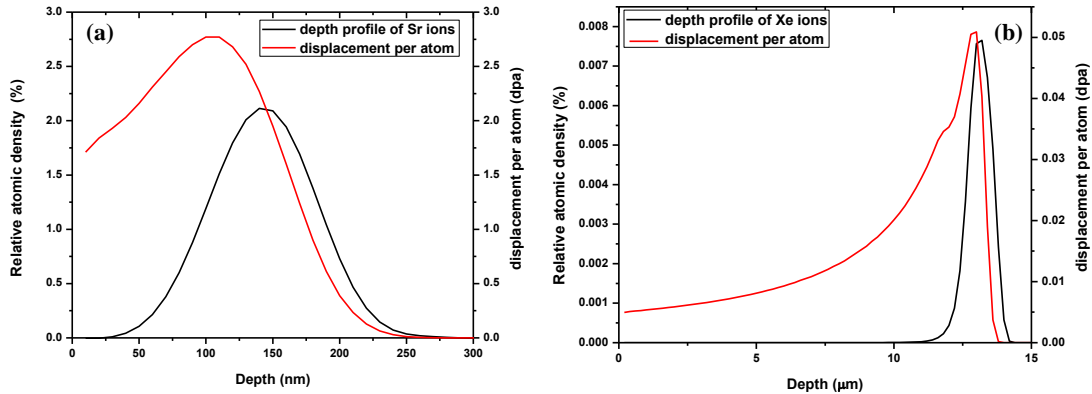 (a)
depth profile of Sr ions
displacement per atom
3.0
2.5
2.0
1.5
1.0
0.5
0.0
Relative atomic density (%)
3.0
2.5
2.0
1.5
1.0
0.5
0.0
displacement per atom (dpa)
0 50 100 150 200 250 300
Depth (nm)
(b)
depth profile of Xe ions
displacement per atom
0.008
0.007
0.006
0.005
0.004
0.003
0.002
0.001
0.000
Relative atomic density (%)
0.05
0.04
0.03
0.02
0.01
0.00
displacement per atom (dpa)
0 5 10 15
Depth (µm)